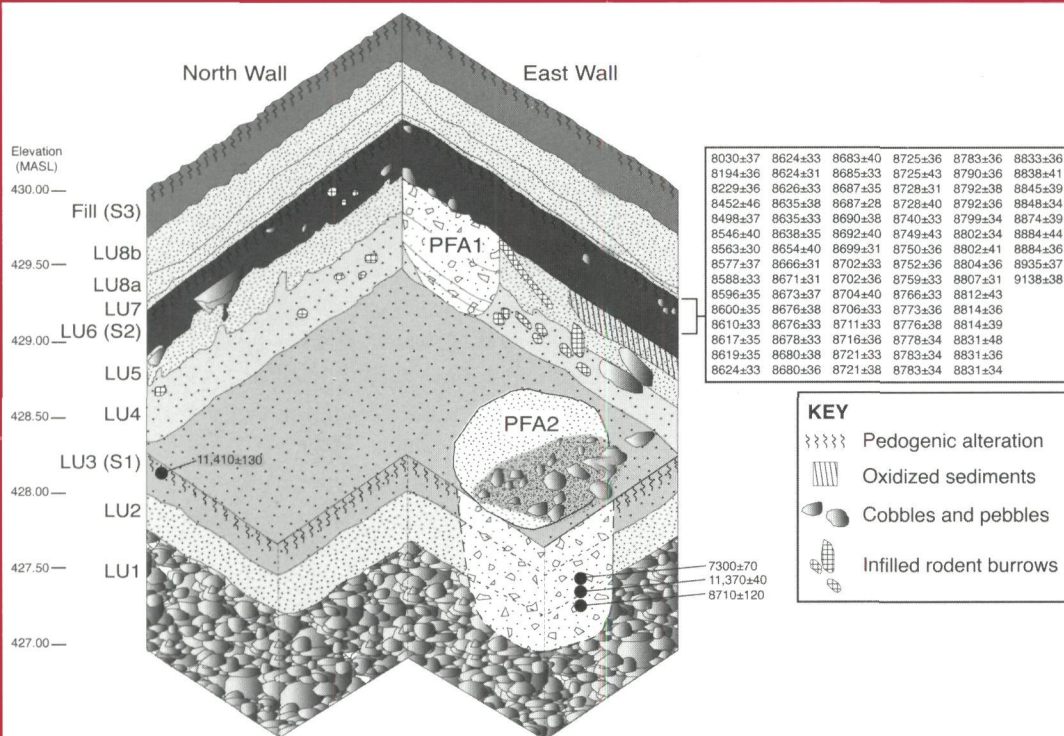 North Wall
East Wall
Elevation
(MASL)
430.00
Fill (S3)
LU8b
429.50
LU8a
LU7
LU6 (S2)
429.00
LU5
LU4
428.50
LU3 (S1)
428.00
LU2
427.50
LU1
427.00
PFA1
PFA2
11,410±130
7300±70
11,370±40
8710±120
8030±37 8624±33 8683±40 8725±36 8783±36 8833±36
8194±36 8624±31 8685±33 8725±43 8790±36 8838±41
8229±36 8626±33 8687±35 8728±31 8792±38 8845±39
8452±46 8635±38 8687±28 8728±40 8792±36 8848±34
8498±37 8635±33 8690±38 8740±33 8799±34 8874±39
8546±40 8638±35 8692±40 8749±43 8802±34 8884±44
8563±30 8654±40 8699±31 8750±36 8802±41 8884±36
8577±37 8666±31 8702±33 8752±36 8804±36 8935±37
8588±33 8671±31 8702±36 8759±33 8807±31 9138±38
8596±35 8673±37 8704±40 8766±33 8812±43
8600±35 8676±38 8706±33 8773±36 8814±36
8610±33 8676±33 8711±33 8776±38 8814±39
8617±35 8678±33 8716±36 8778±34 8831±48
8619±35 8680±38 8721±33 8783±34 8831±36
8624±33 8680±36 8721±38 8783±34 8831±34
KEY
Pedogenic alteration
Oxidized sediments
Cobbles and pebbles
Infilled rodent burrows